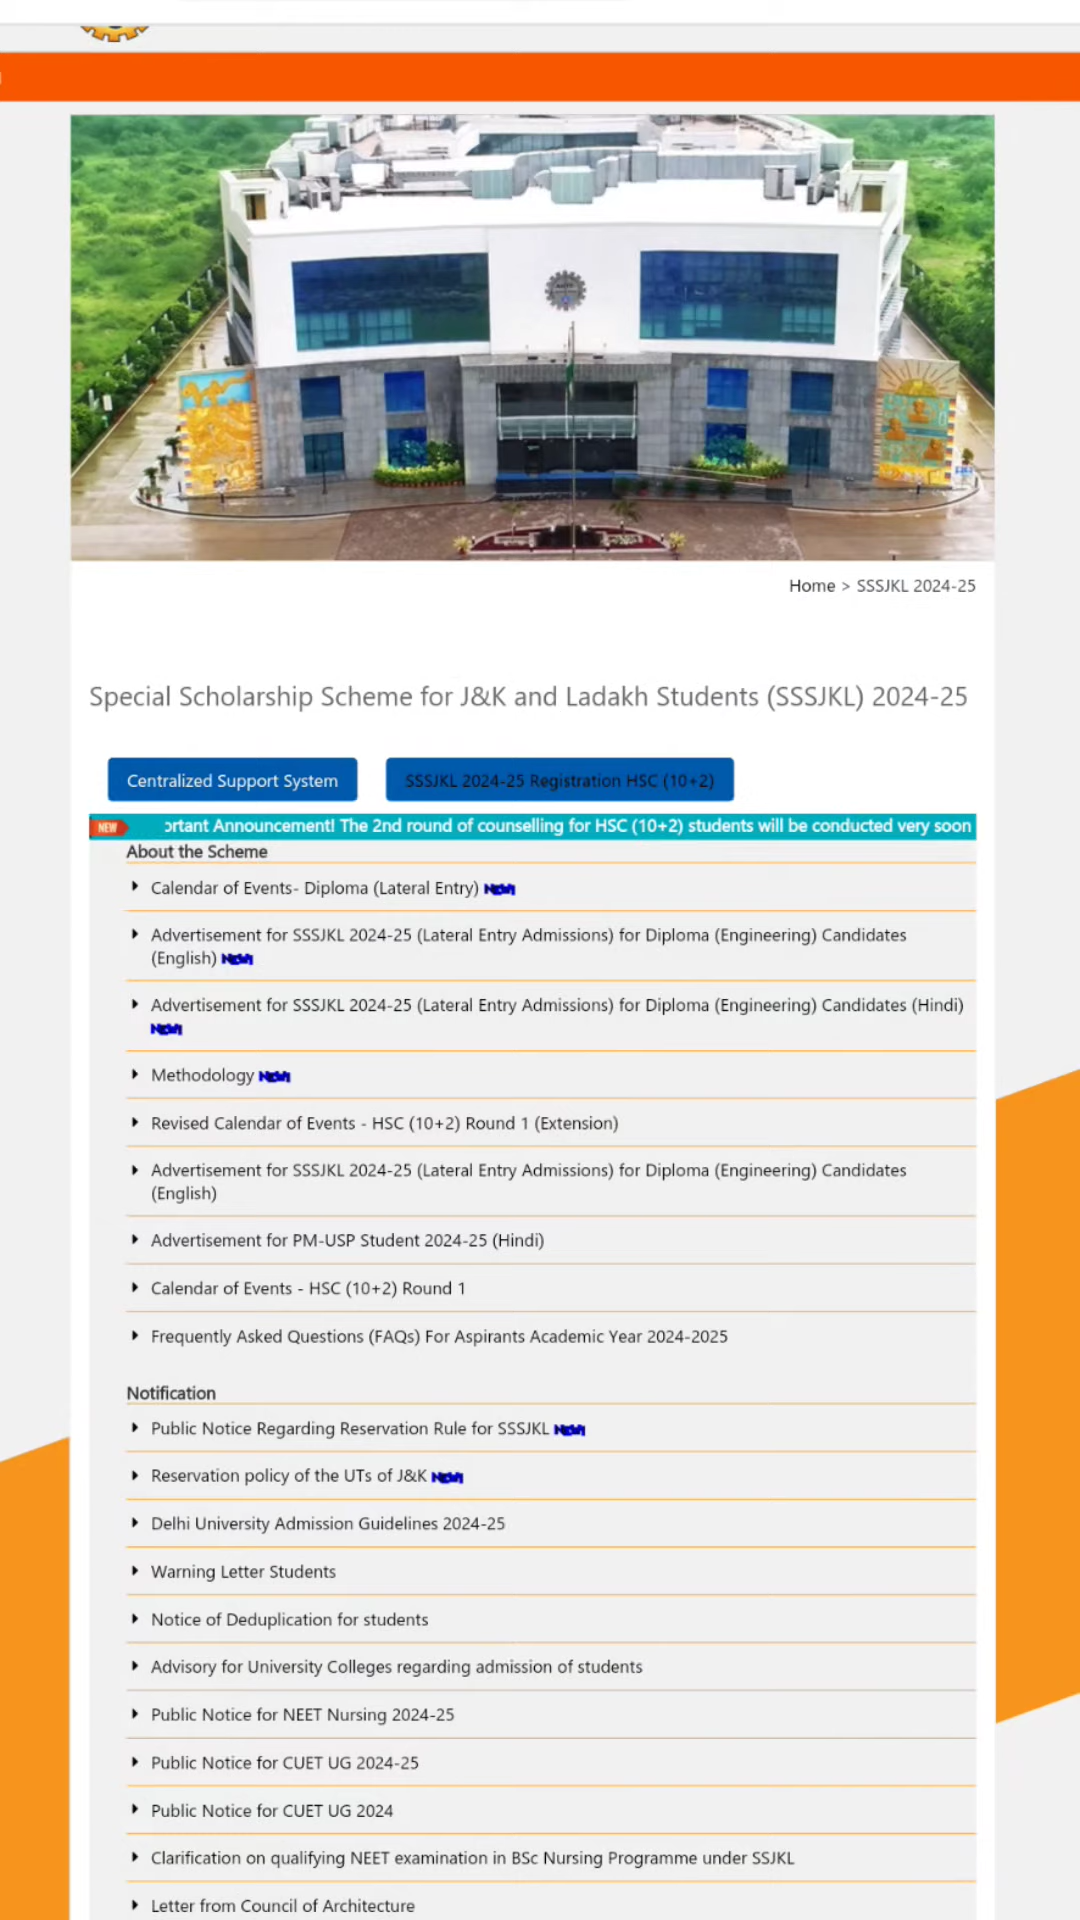 Home > SSSJKL 2024-25
Special Scholarship Scheme for J&K and Ladakh Students (SSSJKL) 2024-25
Centralized Support System
SSSJKL 2024-25 Registration HSC (10+2)
NEW
Announcement! The 2nd round of counselling for HSC (10+2) students will be conducted very soon
About the Scheme
Calendar of Events- Diploma (Lateral Entry)
Advertisement for SSSJKL 2024-25 (Lateral Entry Admissions) for Diploma (Engineering) Candidates
(English)
Advertisement for SSSJKL 2024-25 (Lateral Entry Admissions) for Diploma (Engineering) Candidates (Hindi)
Methodology
Revised Calendar of Events - HSC (10+2) Round 1 (Extension)
Advertisement for SSSJKL 2024-25 (Lateral Entry Admissions) for Diploma (Engineering) Candidates
(English)
Advertisement for PM-USP Student 2024-25 (Hindi)
Calendar of Events - HSC (10+2) Round 1
Frequently Asked Questions (FAQs) For Aspirants Academic Year 2024-2025
Notification
Public Notice Regarding Reservation Rule for SSSJKL
Reservation policy of the UTs of J&K
Delhi University Admission Guidelines 2024-25
Warning Letter Students
Notice of Deduplication for students
Advisory for University Colleges regarding admission of students
Public Notice for NEET Nursing 2024-25
Public Notice for CUET UG 2024-25
Public Notice for CUET UG 2024
Clarification on qualifying NEET examination in BSc Nursing Programme under SSJKL
Letter from Council of Architecture